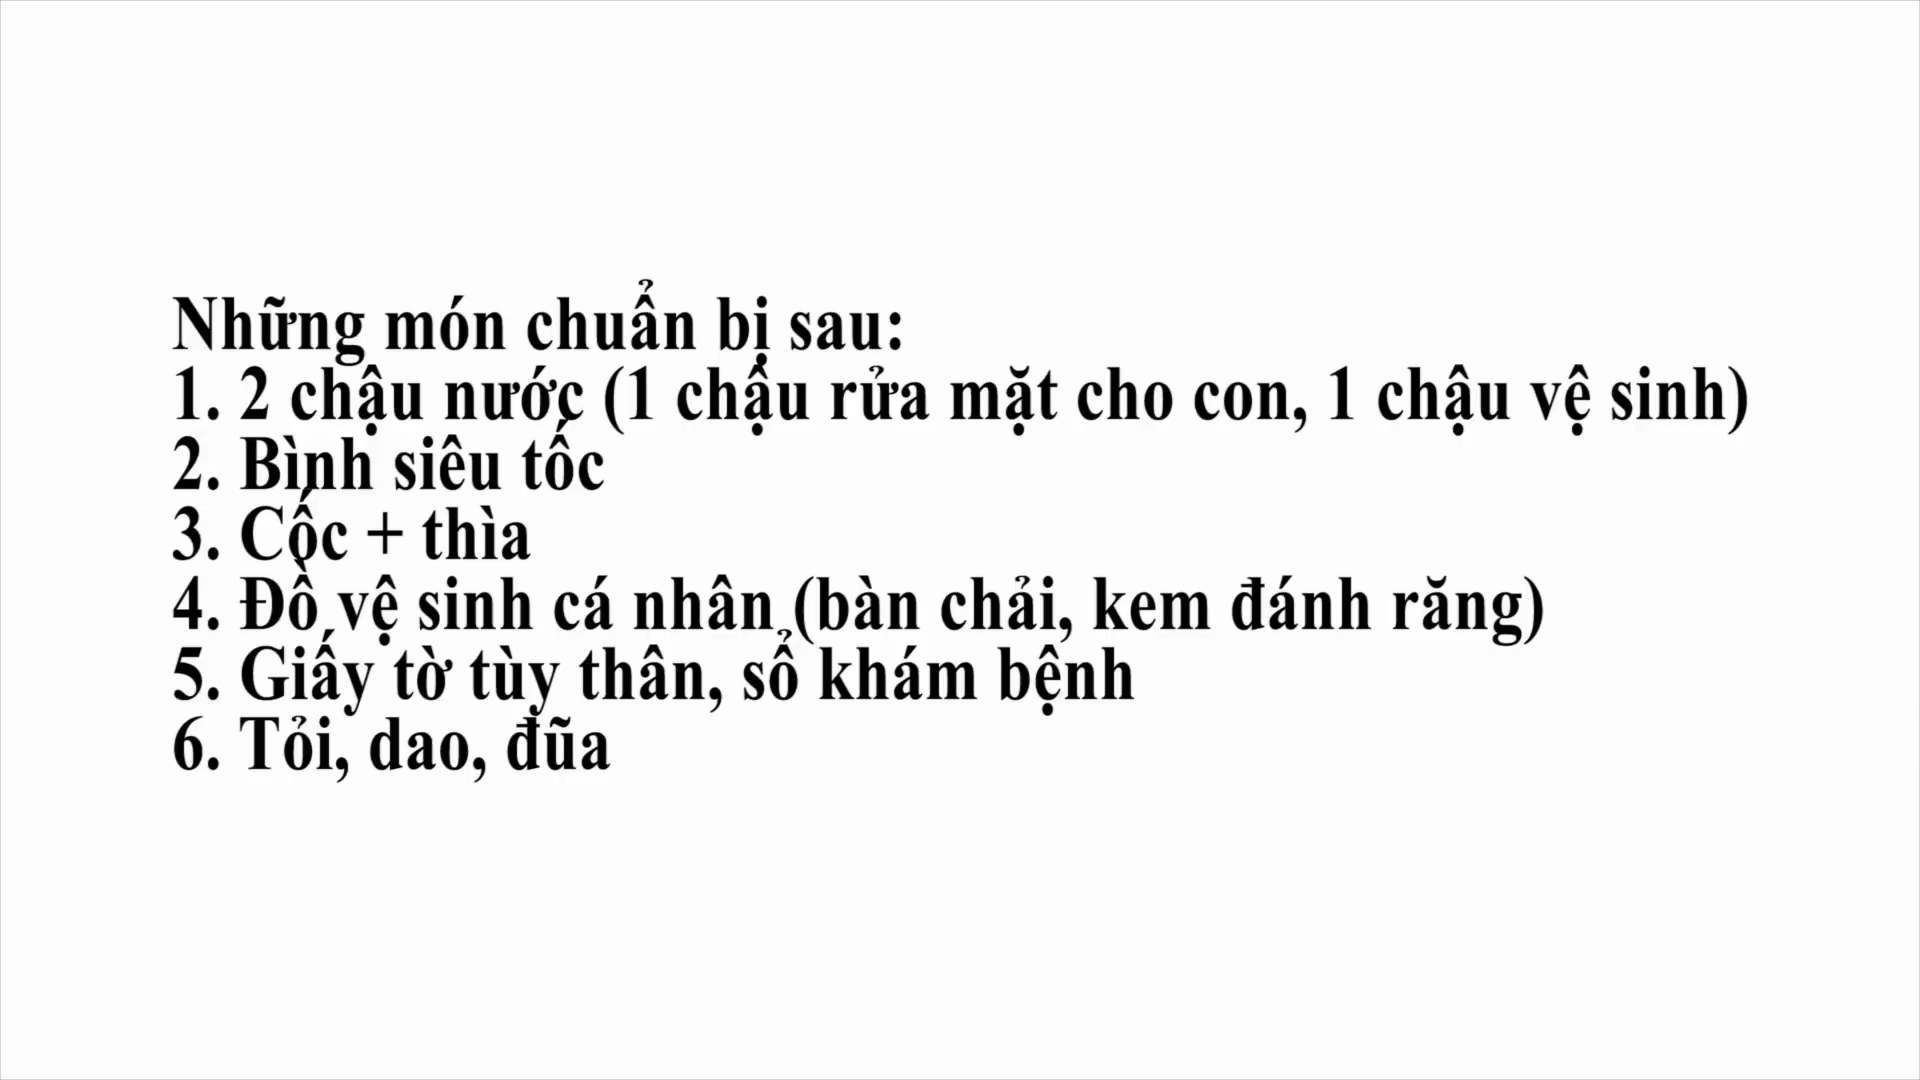 Những món chuẩn bị sau:
1. 2 chậu nước (1 chậu rửa mặt cho con, 1 chậu vệ sinh)
2. Bình siêu tốc
3. Cốc + thìa
4. Đồ vệ sinh cá nhân (bàn chải, kem đánh răng)
5. Giấy tờ tùy thân, sổ khám bệnh
6. Tỏi, dao, đũa